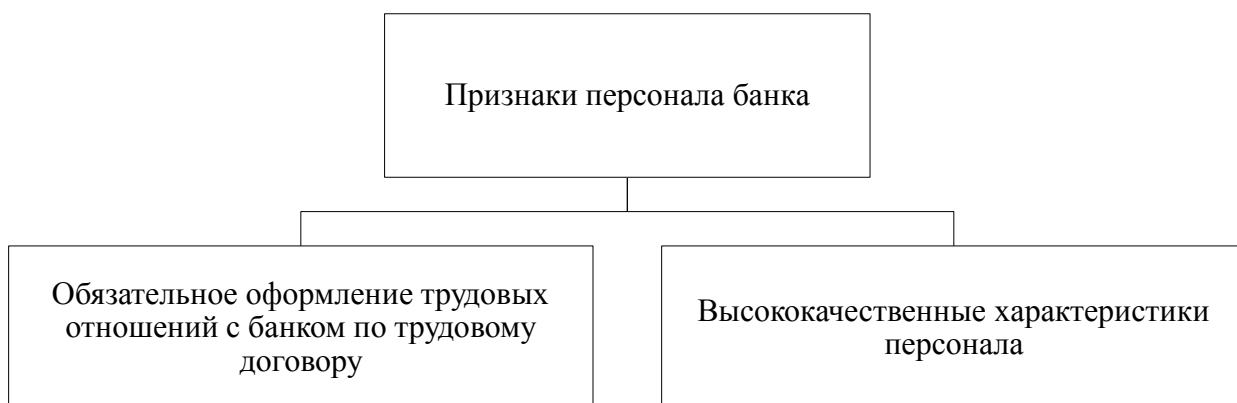 Признаки персонала банка
Обязательное оформление трудовых
отношений с банком по трудовому
договору
Высококачественные характеристики
персонала